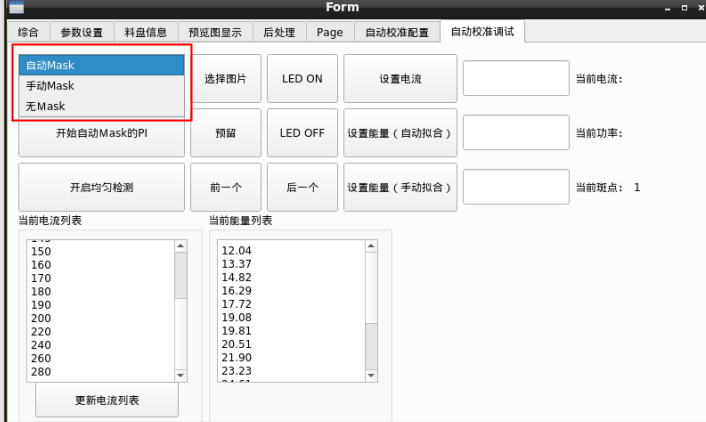 Form
综合 参数设置 料盘信息 预览图显示 后处理 Page 自动校准配置 自动校准调试
自动Mask
手动Mask
无Mask
选择图片 LED ON 设置电流 当前电流:
开始自动Mask的PI 预留 LED OFF 设置能量（自动拟合） 当前功率:
开启均匀检测 前一个 后一个 设置能量（手动拟合） 当前斑点: 1
当前电流列表 当前能量列表
150
160
170
180
190
200
220
240
260
280
12.04
13.37
14.82
16.29
17.72
19.08
19.81
20.51
21.90
23.23
更新电流列表